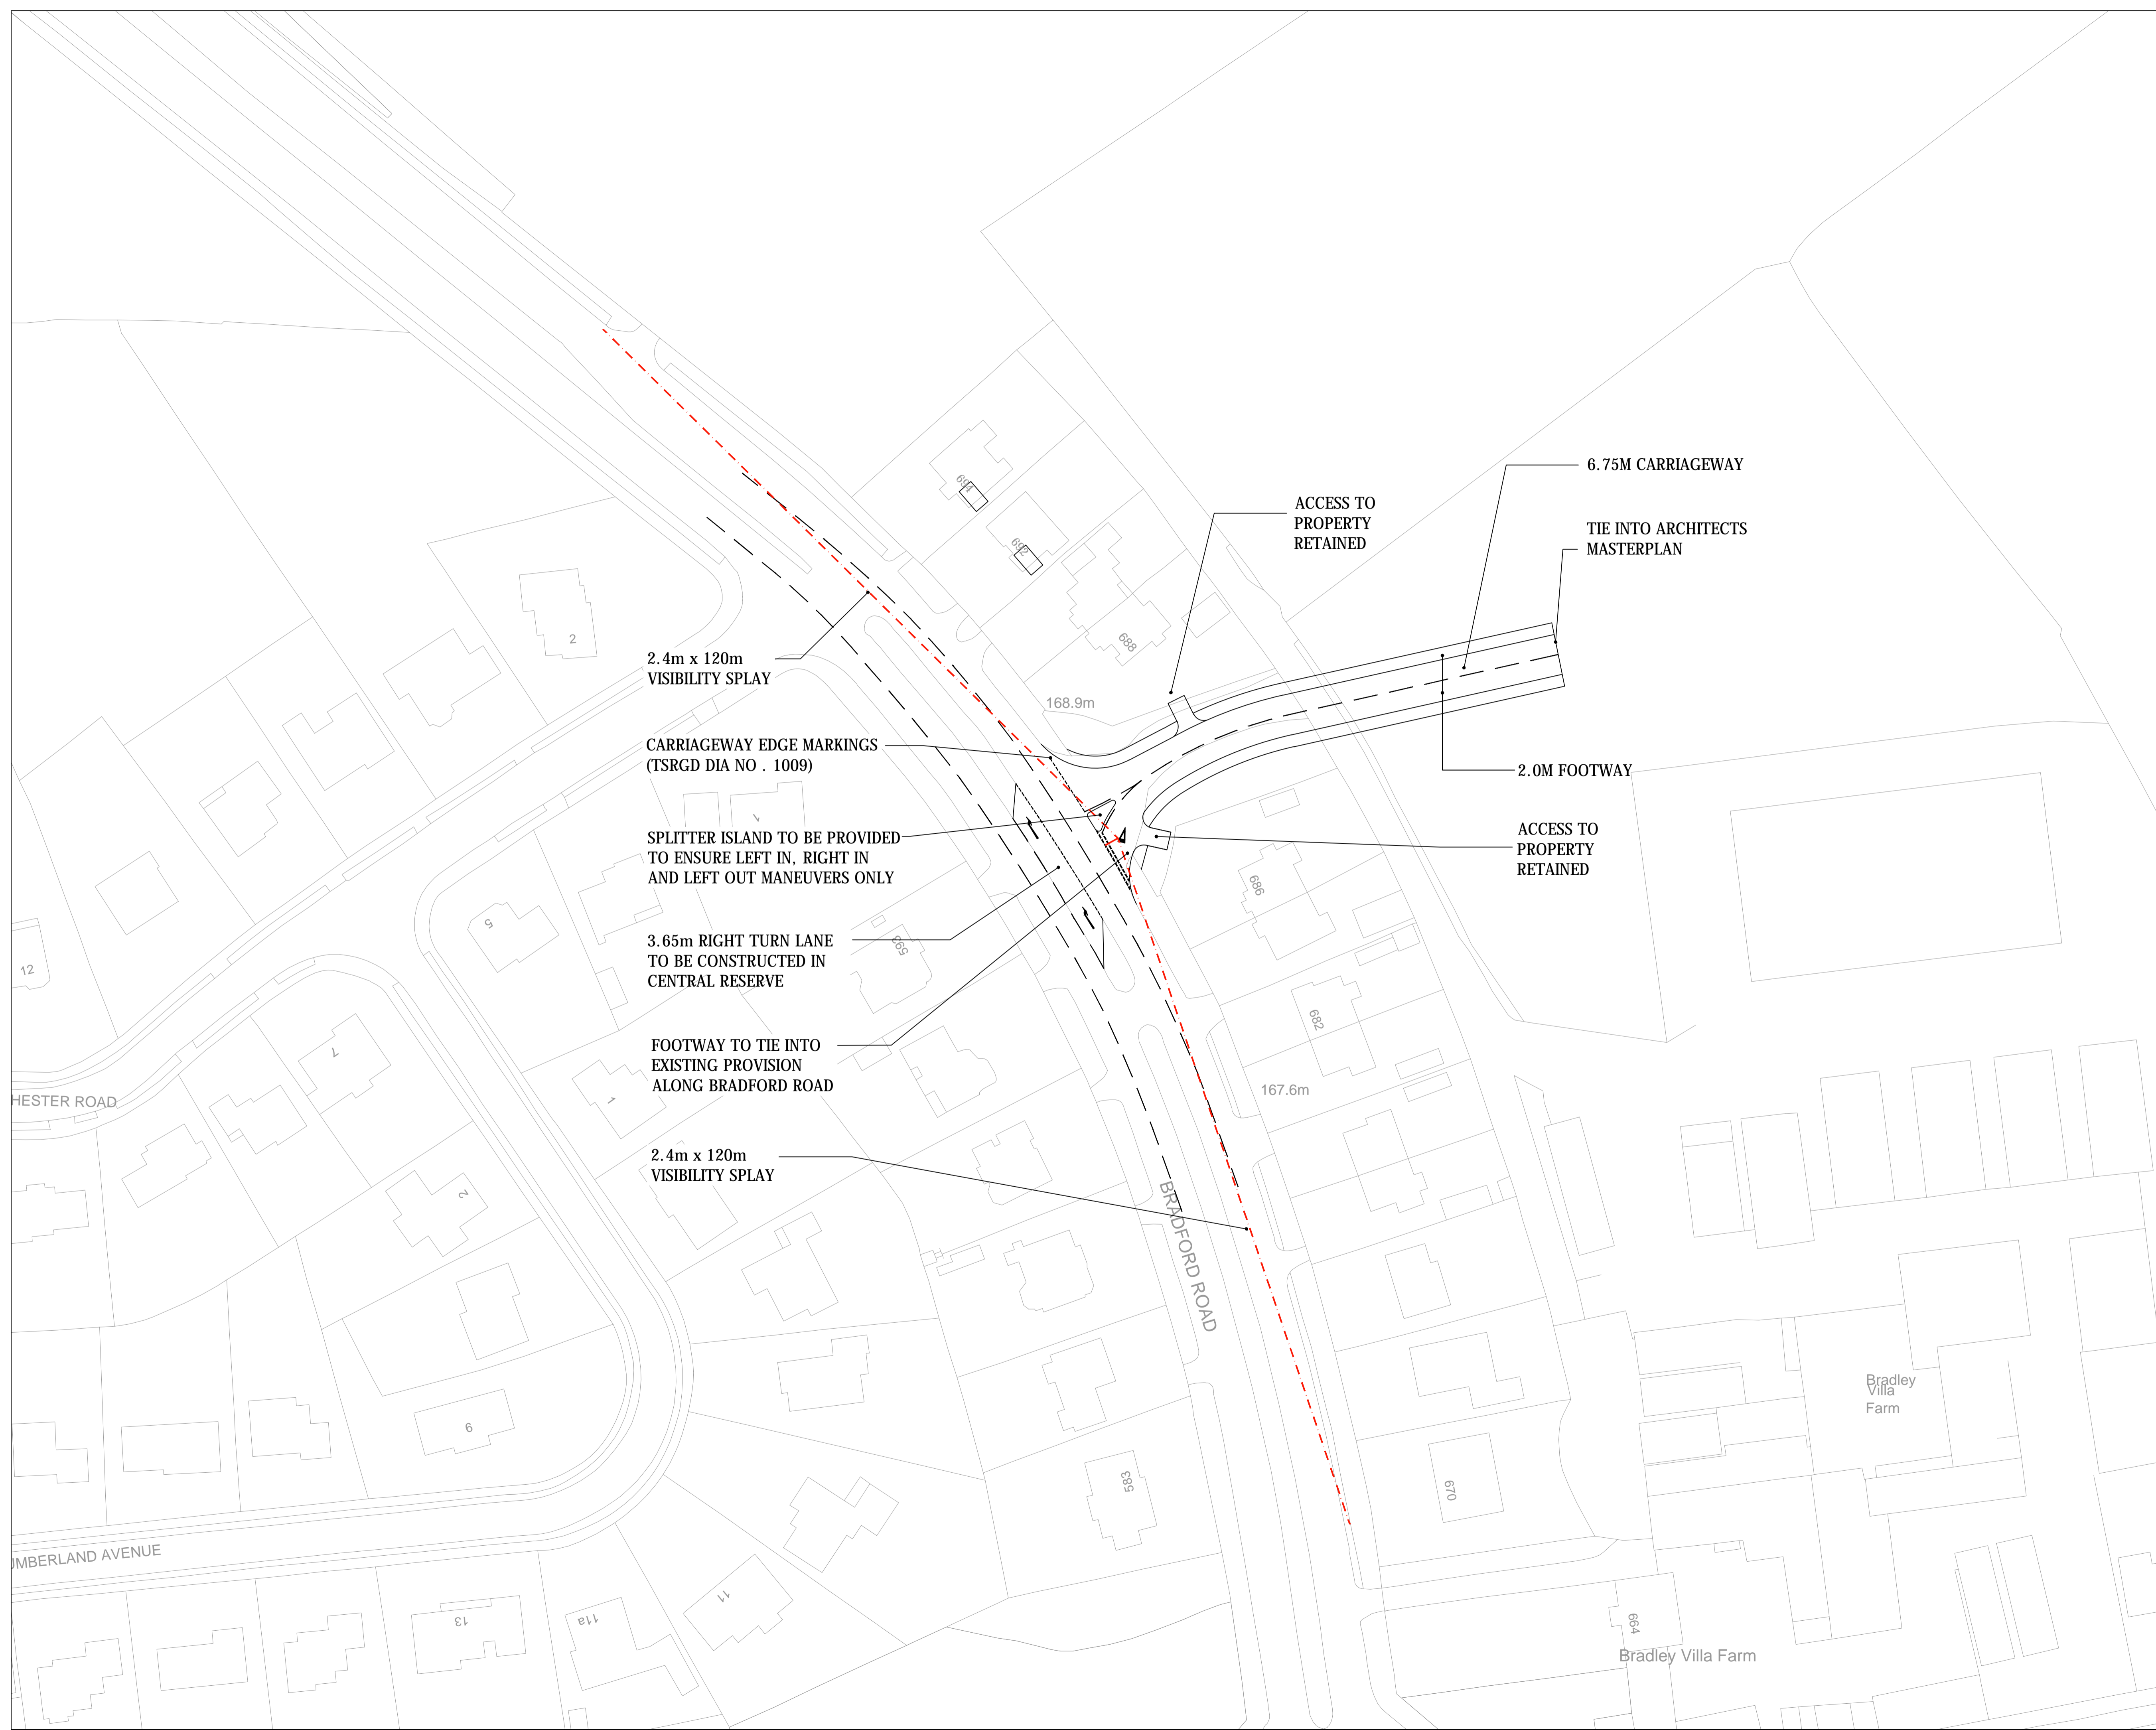 6.75M CARRIAGEWAY
ACCESS TO
PROPERTY
RETAINED
TIE INTO ARCHITECTS
MASTERPLAN
694
692
688
2
2.4m x 120m
VISIBILITY SPLAY
168.9m
CARRIAGEWAY EDGE MARKINGS
(TSRGD DIA NO . 1009)
2.0M FOOTWAY
SPLITTER ISLAND TO BE PROVIDED
TO ENSURE LEFT IN, RIGHT IN
AND LEFT OUT MANEUVERS ONLY
ACCESS TO
PROPERTY
RETAINED
1
686
5
593
12
3.65m RIGHT TURN LANE
TO BE CONSTRUCTED IN
CENTRAL RESERVE
682
7
FOOTWAY TO TIE INTO
EXISTING PROVISION
ALONG BRADFORD ROAD
1
167.6m
HESTER ROAD
2.4m x 120m
VISIBILITY SPLAY
2
BRADFORD ROAD
Bradley
Villa
Farm
9
583
670
UMBERLAND AVENUE
11
11a
13
664
Bradley Villa Farm